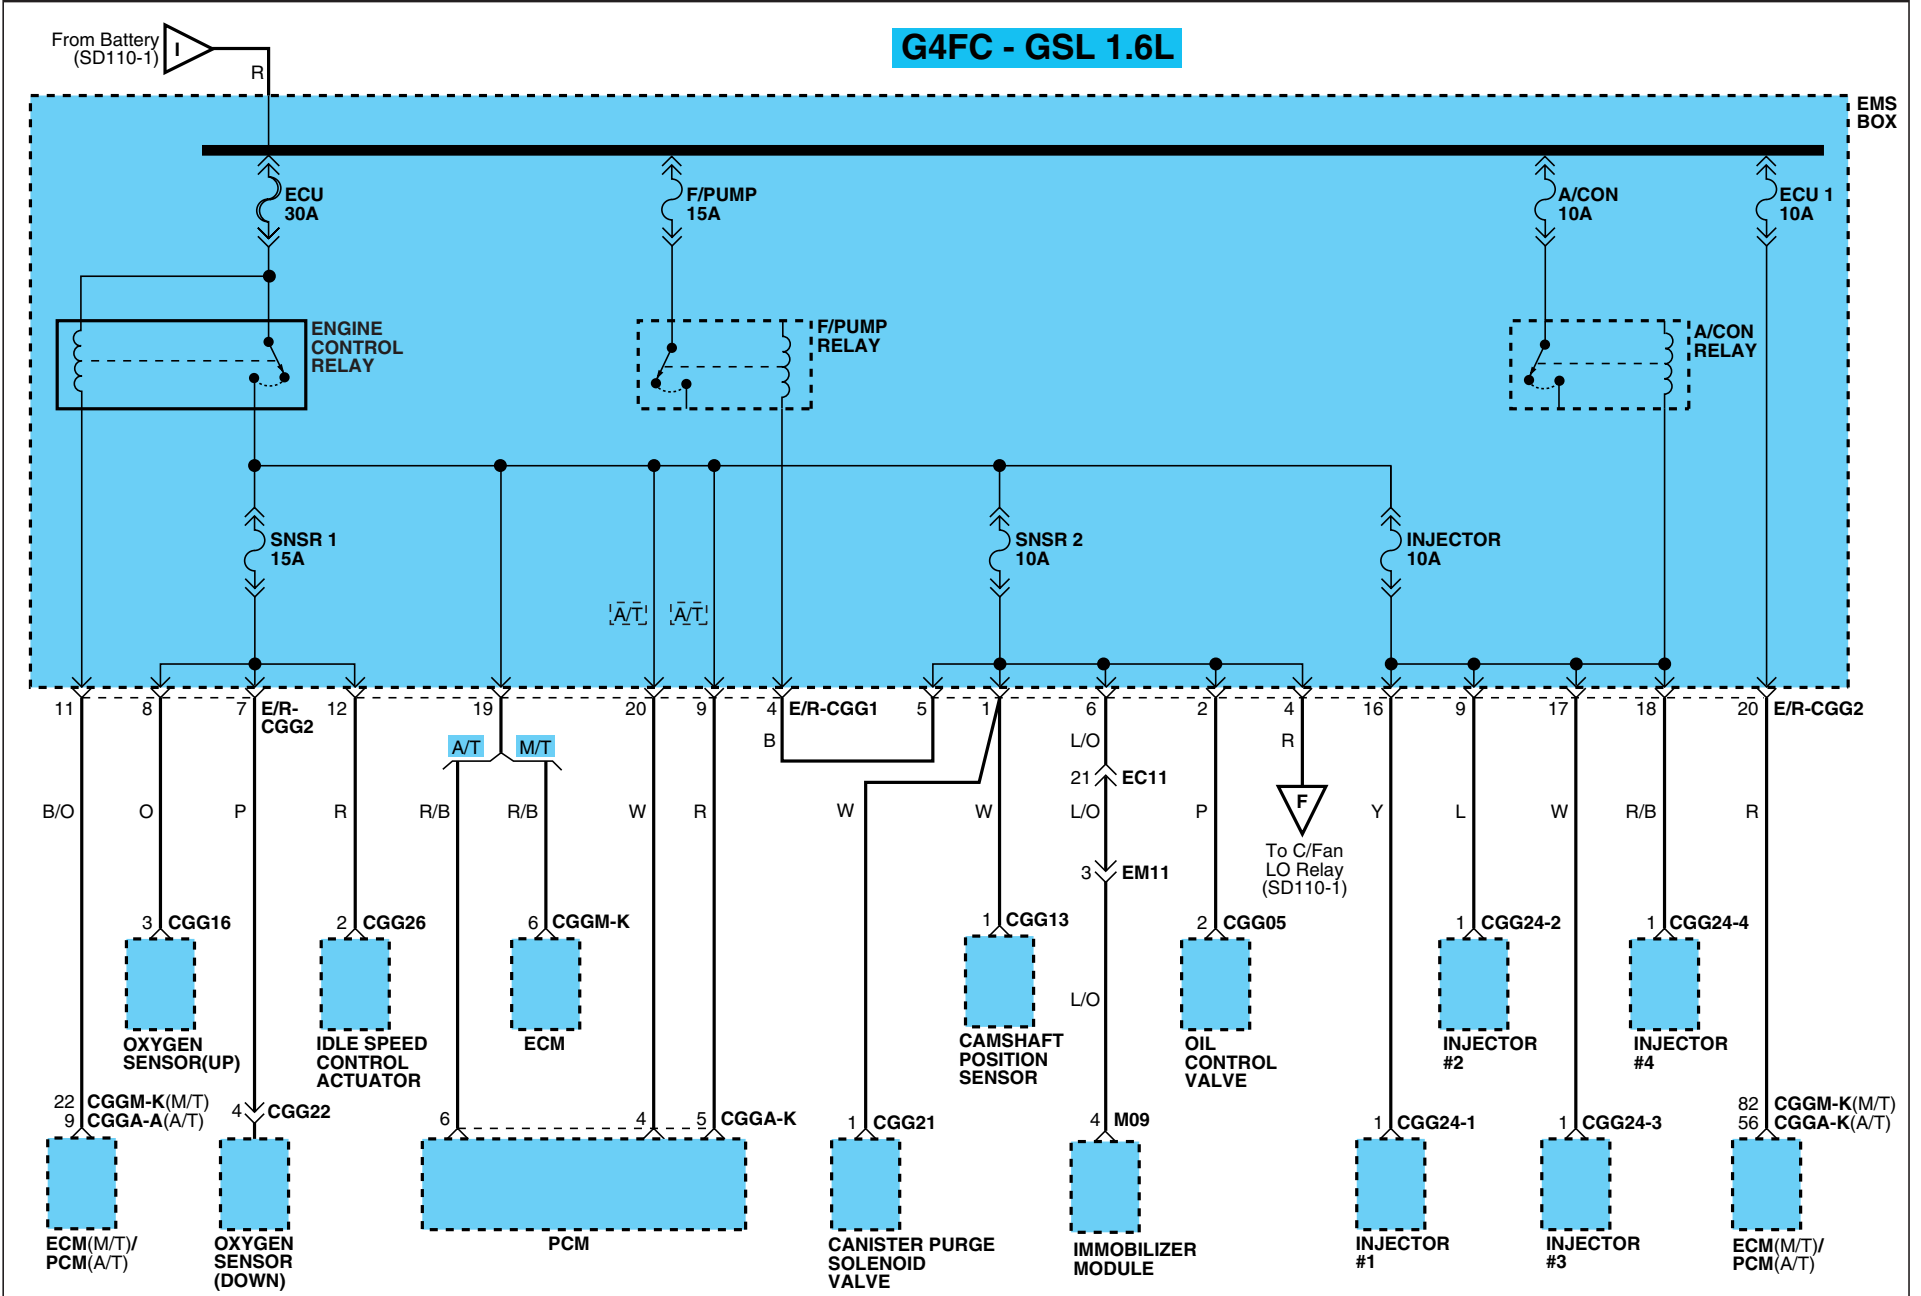 G4FC - GSL 1.6L
From Battery
(SD110-1)
I
R
EMS
BOX
ECU
30A
F/PUMP
15A
A/CON
10A
ECU 1
10A
ENGINE
CONTROL
RELAY
F/PUMP
RELAY
A/CON
RELAY
SNSR 1
15A
SNSR 2
10A
INJECTOR
10A
A/T
A/T
11
8
7
E/R-
CGG2
12
19
20
9
4
E/R-CGG1
5
1
6
2
4
16
9
17
18
20
E/R-CGG2
A/T
M/T
B
L/O
R
21
EC11
B/O
O
P
R
R/B
R/B
W
R
W
W
L/O
P
F
Y
L
W
R/B
R
To C/Fan
LO Relay
(SD110-1)
3
EM11
3
CGG16
2
CGG26
6
CGGM-K
1
CGG13
2
CGG05
1
CGG24-2
1
CGG24-4
L/O
OXYGEN
SENSOR(UP)
IDLE SPEED
CONTROL
ACTUATOR
ECM
CAMSHAFT
POSITION
SENSOR
OIL
CONTROL
VALVE
INJECTOR
#2
INJECTOR
#4
22
CGGM-K(M/T)
9
CGGA-A(A/T)
4
CGG22
6
4
5
CGGA-K
1
CGG21
4
M09
1
CGG24-1
1
CGG24-3
82
CGGM-K(M/T)
56
CGGA-K(A/T)
ECM(M/T)/
PCM(A/T)
OXYGEN
SENSOR
(DOWN)
PCM
CANISTER PURGE
SOLENOID
VALVE
IMMOBILIZER
MODULE
INJECTOR
#1
INJECTOR
#3
ECM(M/T)/
PCM(A/T)